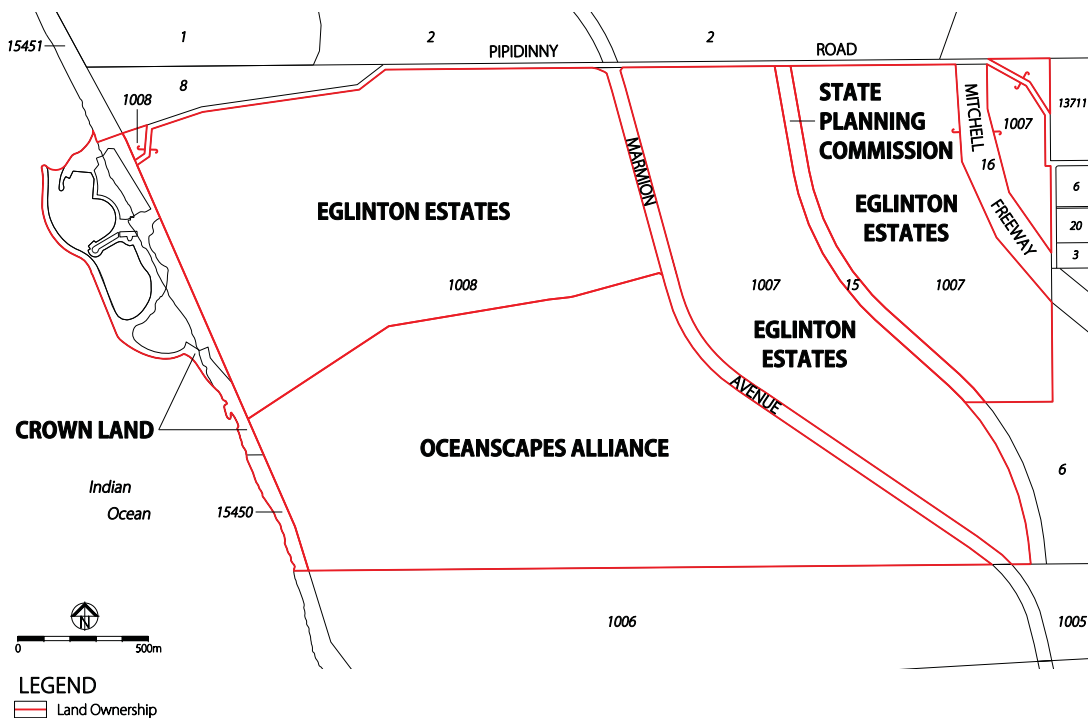 1
2
2
PIPIDINNY
ROAD
15451
8
1008
STATE
PLANNING
COMMISSION
MITCHELL
1007
13711
16
MARMION
EGLINTON ESTATES
EGLINTON
ESTATES
FREEWAY
6
20
3
1008
1007
15
1007
EGLINTON
ESTATES
AVENUE
CROWN LAND
OCEANSCAPES ALLIANCE
6
Indian
Ocean
15450
1006
1005
N
0
500m
LEGEND
Land Ownership